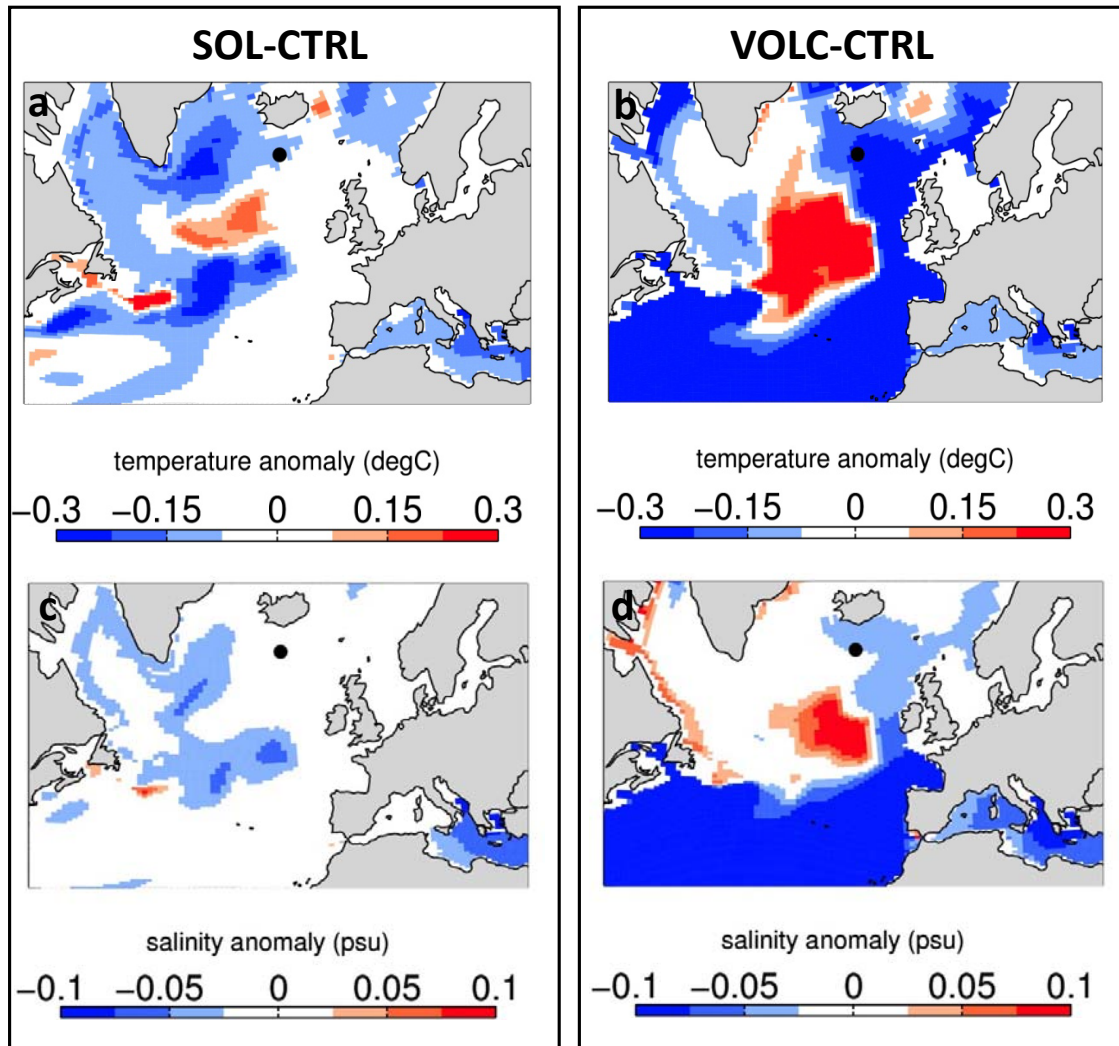 SOL-CTRL
VOLC-CTRL
a
b
temperature anomaly (degC)
temperature anomaly (degC)
−0.3 −0.15 0 0.15 0.3
−0.3 −0.15 0 0.15 0.3
c
d
salinity anomaly (psu)
salinity anomaly (psu)
−0.1 −0.05 0 0.05 0.1
−0.1 −0.05 0 0.05 0.1